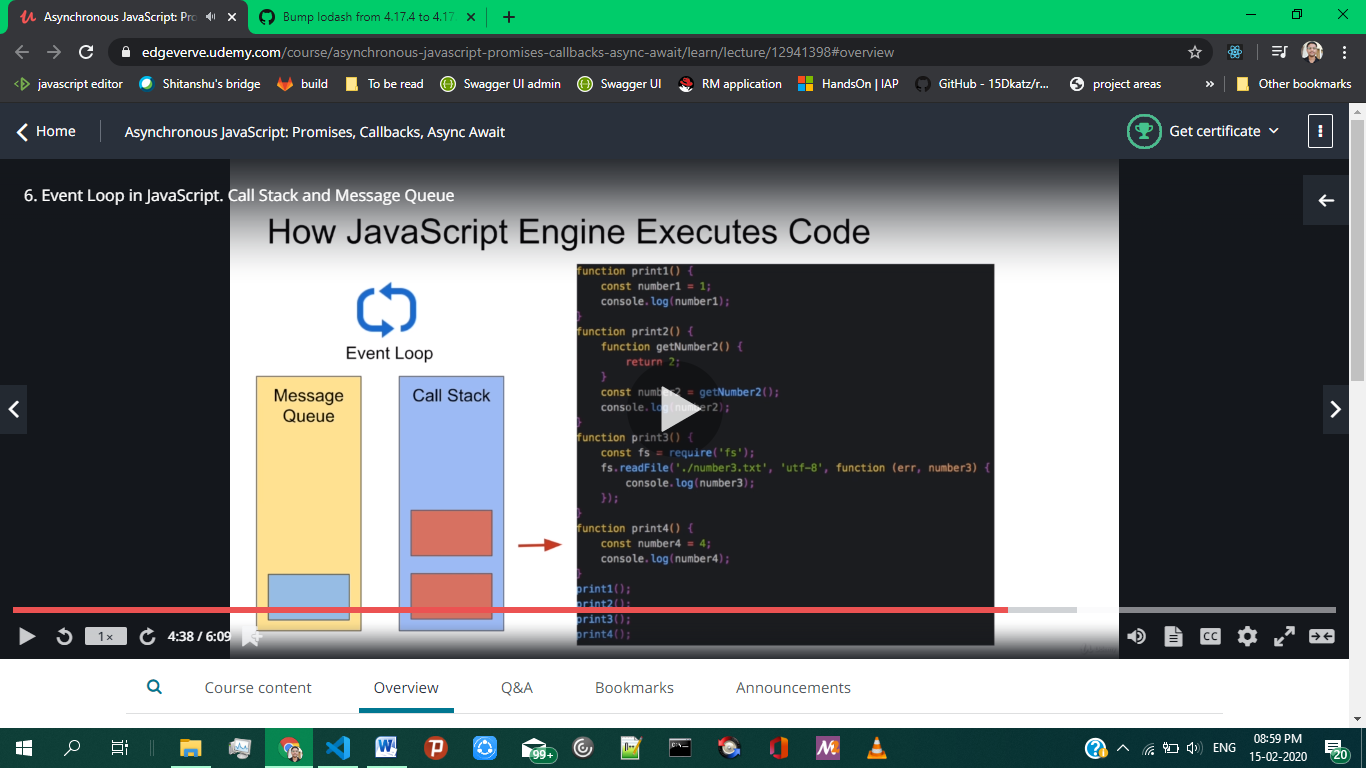 Asynchronous JavaScript: Pro
Bump lodash from 4.17.4 to 4.17.
edgeverve.udemy.com/course/asynchronous-javascript-promises-callbacks-async-await/learn/lecture/12941398#overview
javascript editor
Shitanshu's bridge
build
To be read
Swagger UI admin
Swagger UI
RM application
HandsOn | IAP
GitHub - 15Dkatz/r...
project areas
»
Other bookmarks
Home
Asynchronous JavaScript: Promises, Callbacks, Async Await
Get certificate
6. Event Loop in JavaScript. Call Stack and Message Queue
How JavaScript Engine Executes Code
Event Loop
Message
Queue
Call Stack
function print1() {
const number1 = 1;
console.log(number1);
}
function print2() {
function getNumber2() {
return 2;
}
const number2 = getNumber2();
console.log(number2);
}
function print3() {
const fs = require('fs');
fs.readFile('./number3.txt', 'utf-8', function (err, number3) {
console.log(number3);
});
}
function print4() {
const number4 = 4;
console.log(number4);
}
print1();
print2();
print3();
print4();
1x
4:38 / 6:09
CC
Course content
Overview
Q&A
Bookmarks
Announcements
99+
ENG
08:59 PM
15-02-2020
20